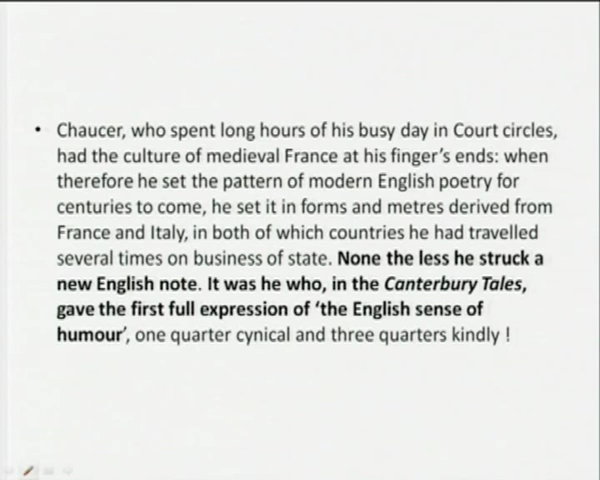 • Chaucer, who spent long hours of his busy day in Court circles,
had the culture of medieval France at his finger's ends: when
therefore he set the pattern of modern English poetry for
centuries to come, he set it in forms and metres derived from
France and Italy, in both of which countries he had travelled
several times on business of state. None the less he struck a
new English note. It was he who, in the Canterbury Tales,
gave the first full expression of 'the English sense of
humour', one quarter cynical and three quarters kindly !